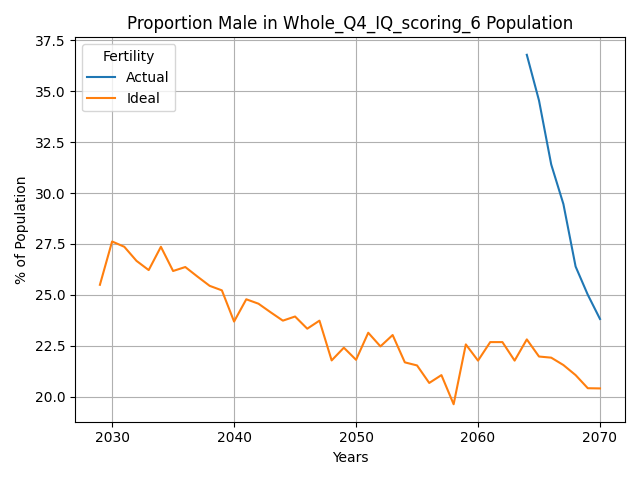 Proportion Male in Whole_Q4_IQ_scoring_6 Population
% of Population
37.5
35.0
32.5
30.0
27.5
25.0
22.5
20.0
Fertility
Actual
Ideal
2030
2040
2050
2060
2070
Years